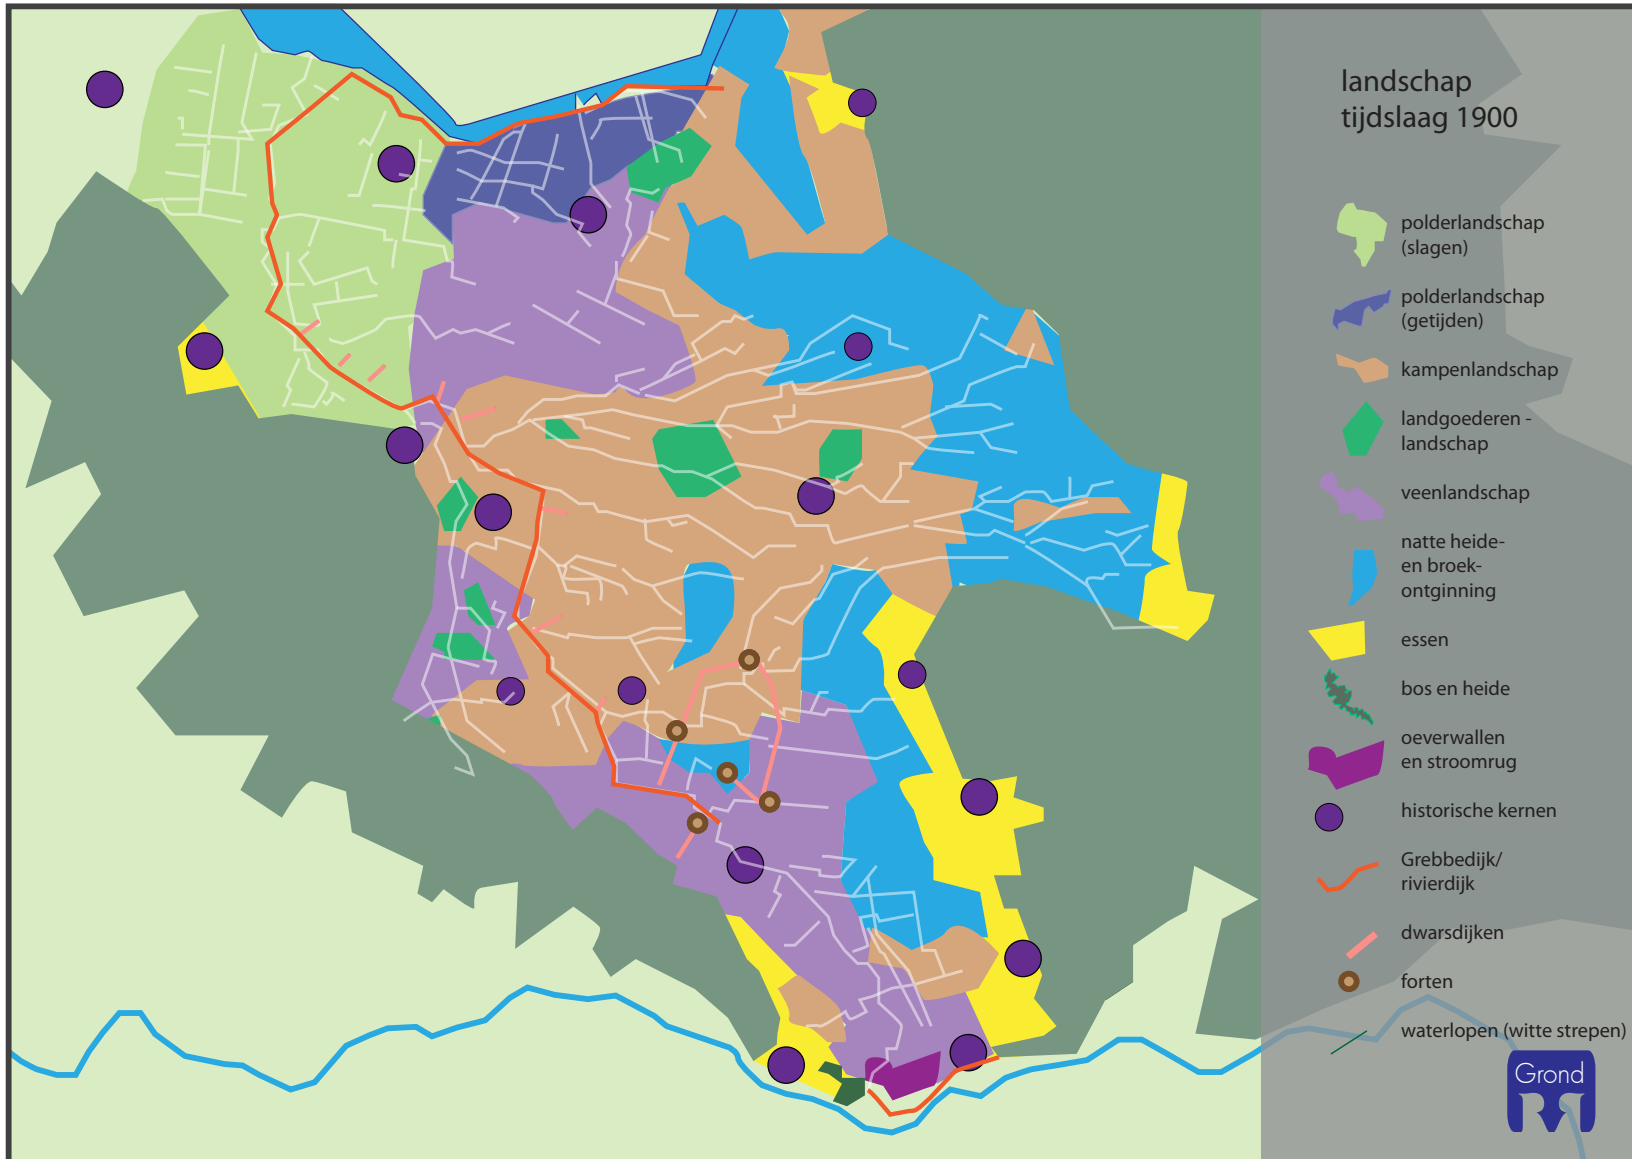 landschap
tijdslaag 1900
polderlandschap
(slagen)
polderlandschap
(getijden)
kampenlandschap
landgoederen -
landschap
veenlandschap
natte heide-
en broek-
ontginning
essen
bos en heide
oeverwallen
en stroomrug
historische kernen
Grebbedijk/
rivierdijk
dwarsdijken
forten
waterlopen (witte strepen)
Grond